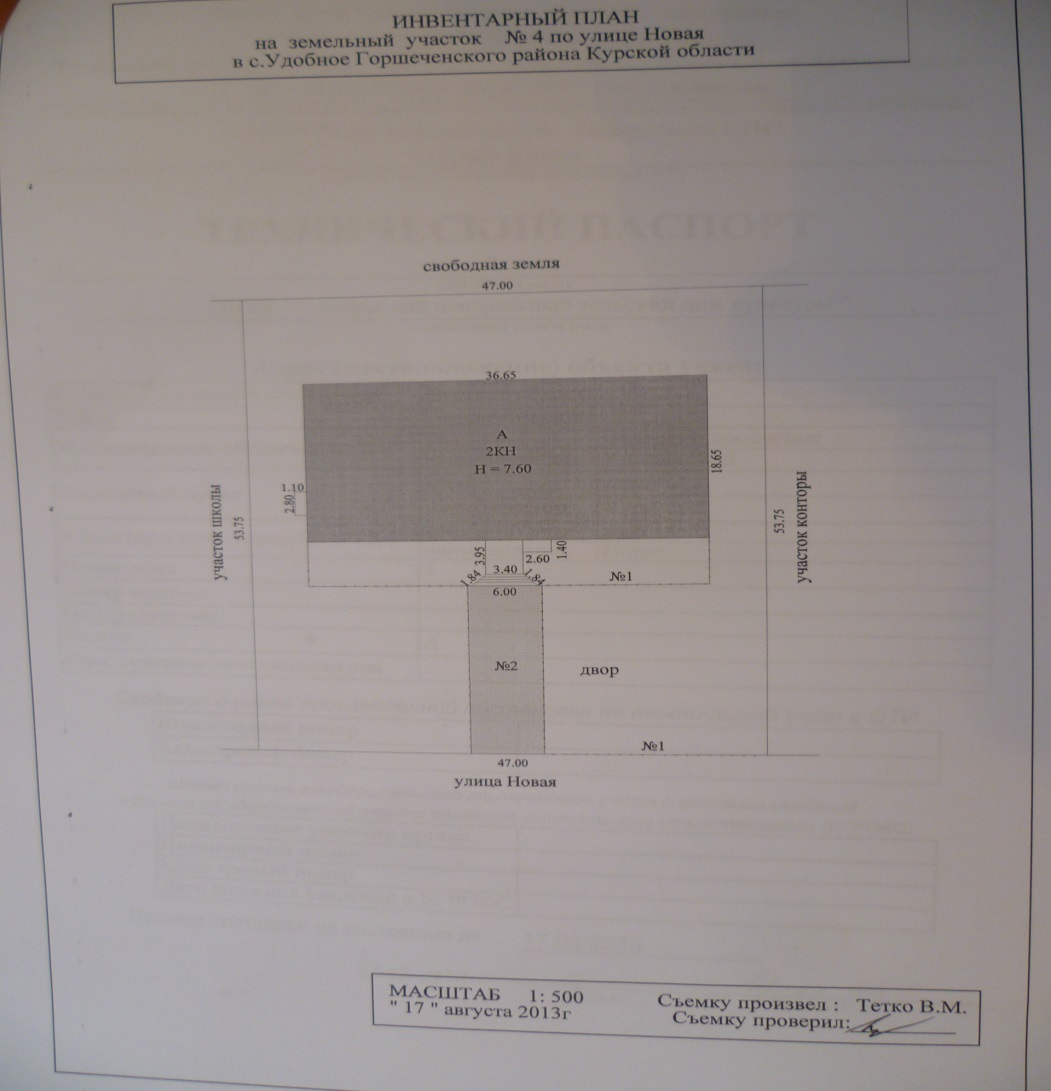 ИНВЕНТАРНЫЙ ПЛАН
на земельный участок № 4 по улице Новая
в с.Удобное Горшеченского района Курской области
ТЕХНИЧЕСКИЙ ПАСПОРТ
свободная земля
47.00
36.65
А
2КН
Н = 7.60
18.65
1.10
2.80
участок школы
53.75
53.75
участок конторы
3.95
2.60
1.40
3.40
1.84
1.84
№1
6.00
№2
двор
№1
47.00
улица Новая
МАСШТАБ 1: 500
" 17 " августа 2013г
Съемку произвел : Тетко В.М.
Съемку проверил: